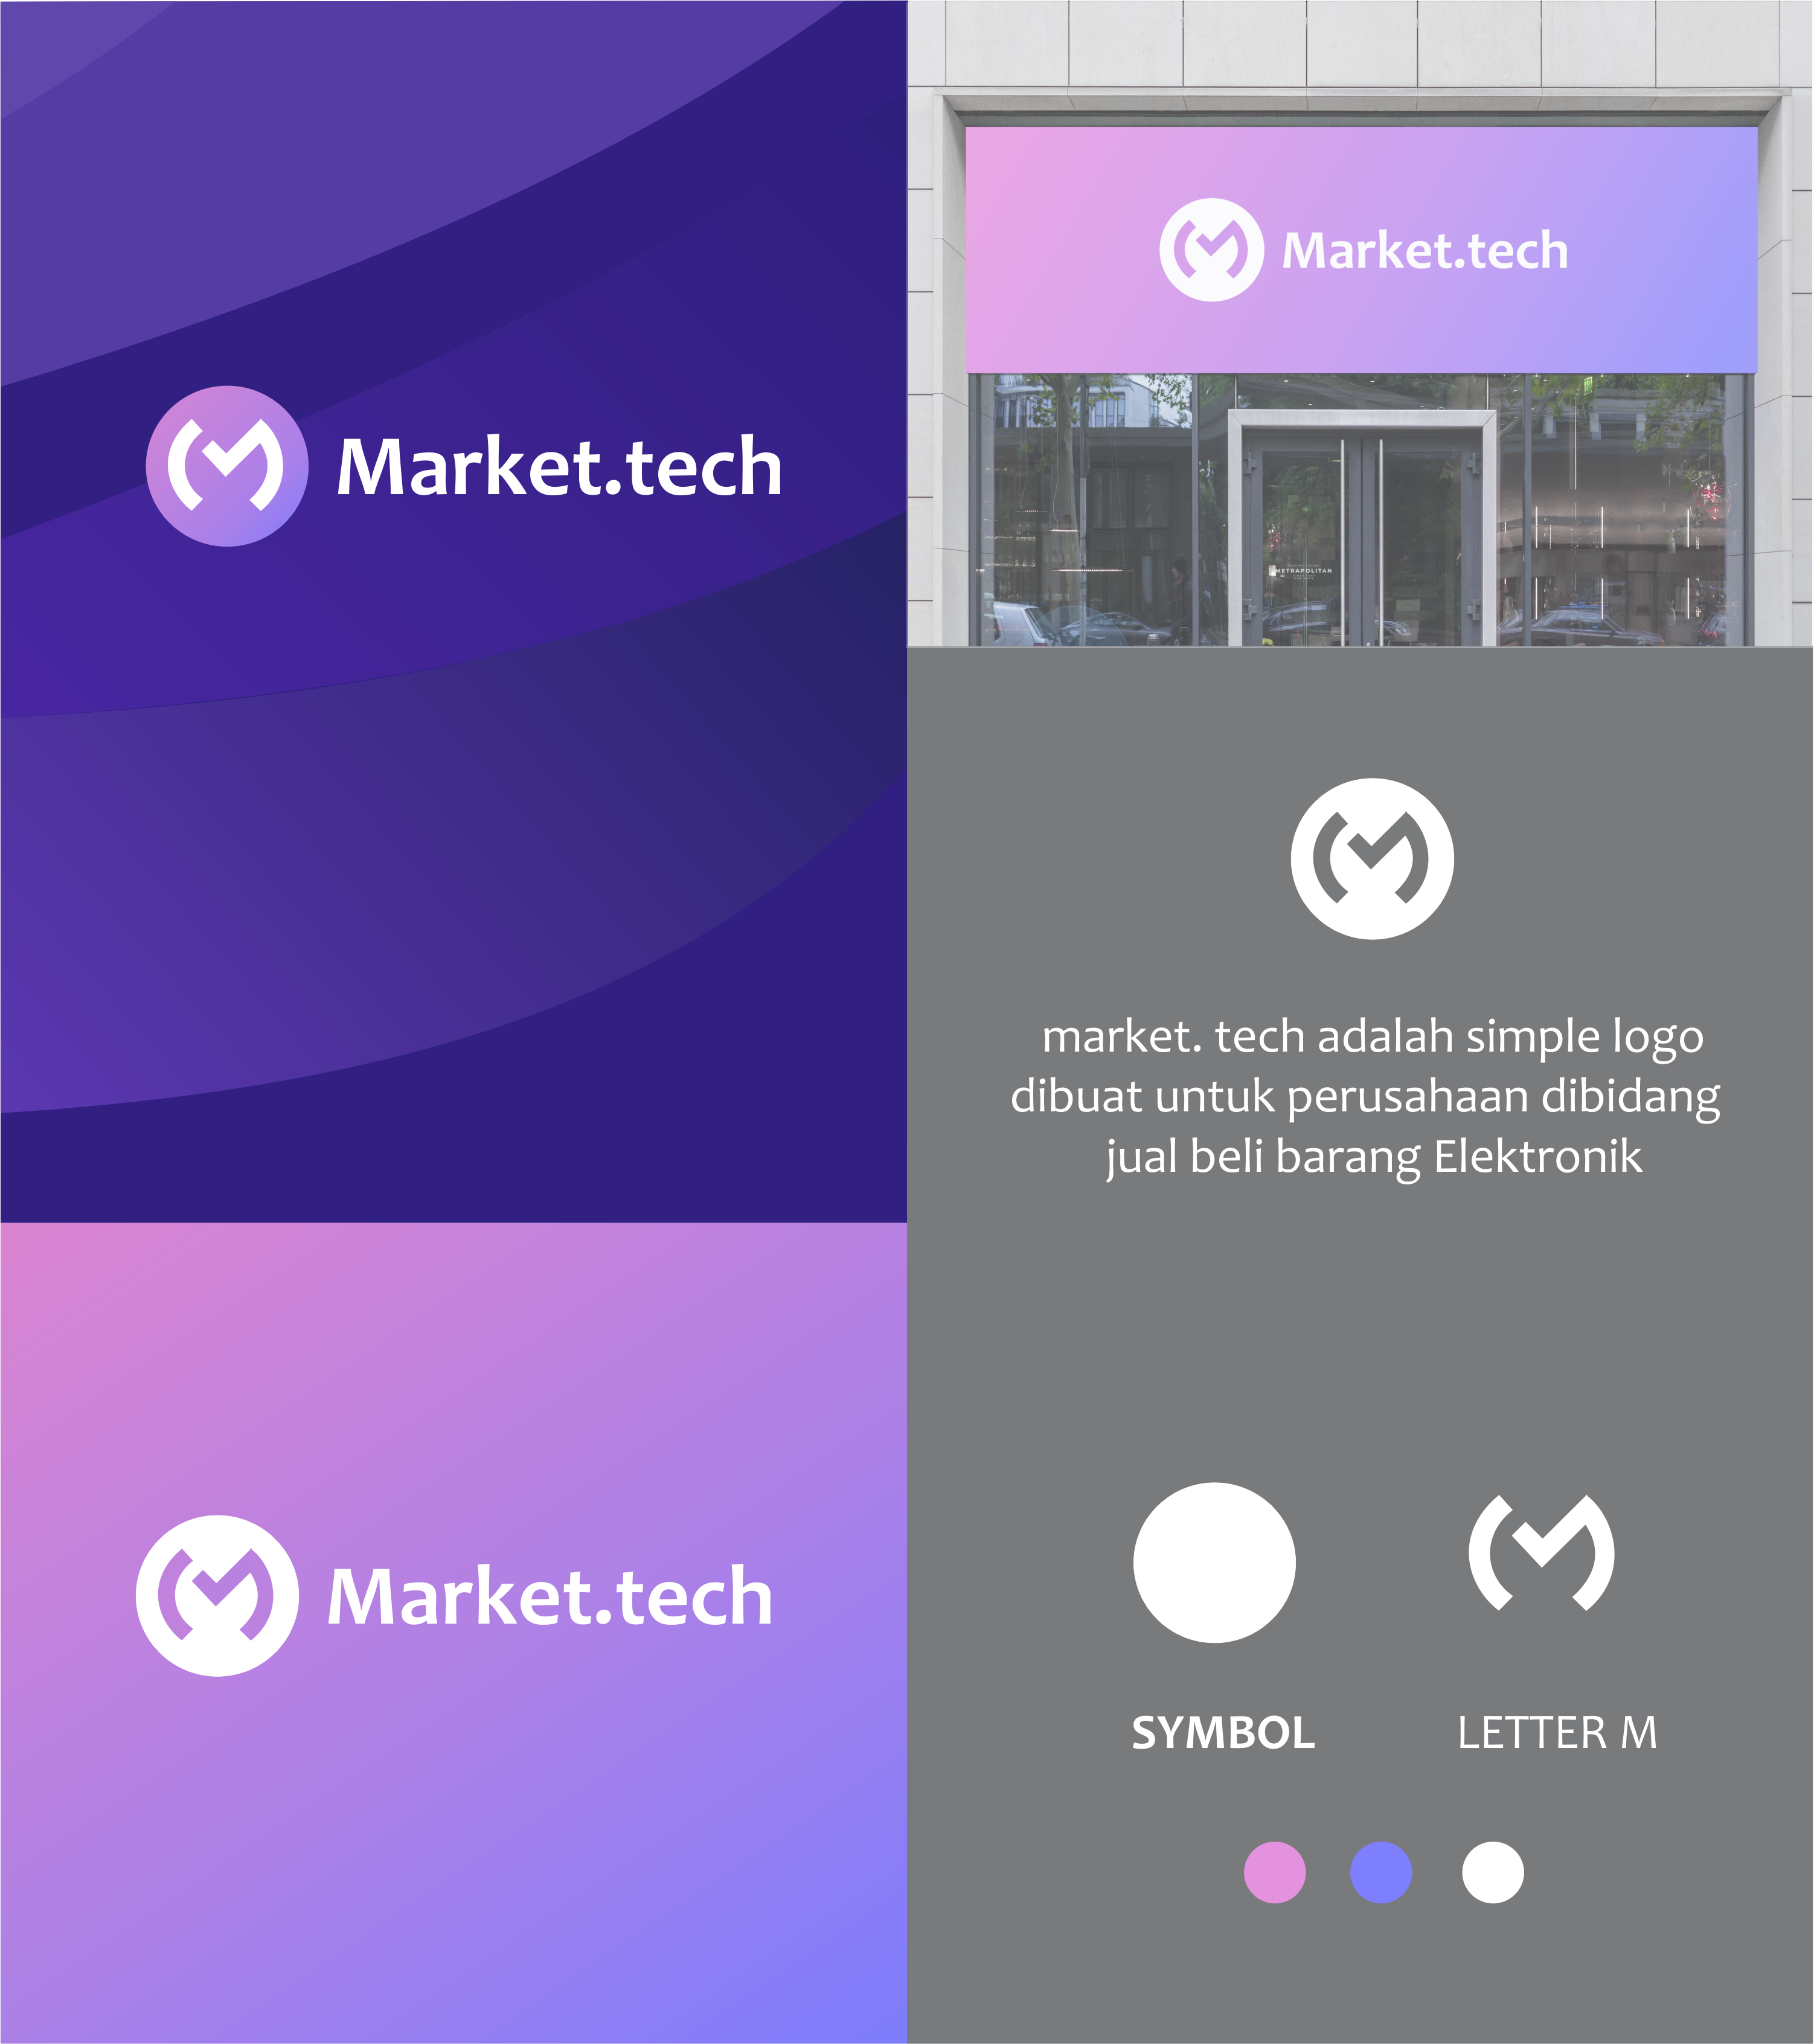 Market.tech
Market.tech
METRAPOLITAN
market. tech adalah simple logo
dibuat untuk perusahaan dibidang
jual beli barang Elektronik
Market.tech
SYMBOL
LETTER M